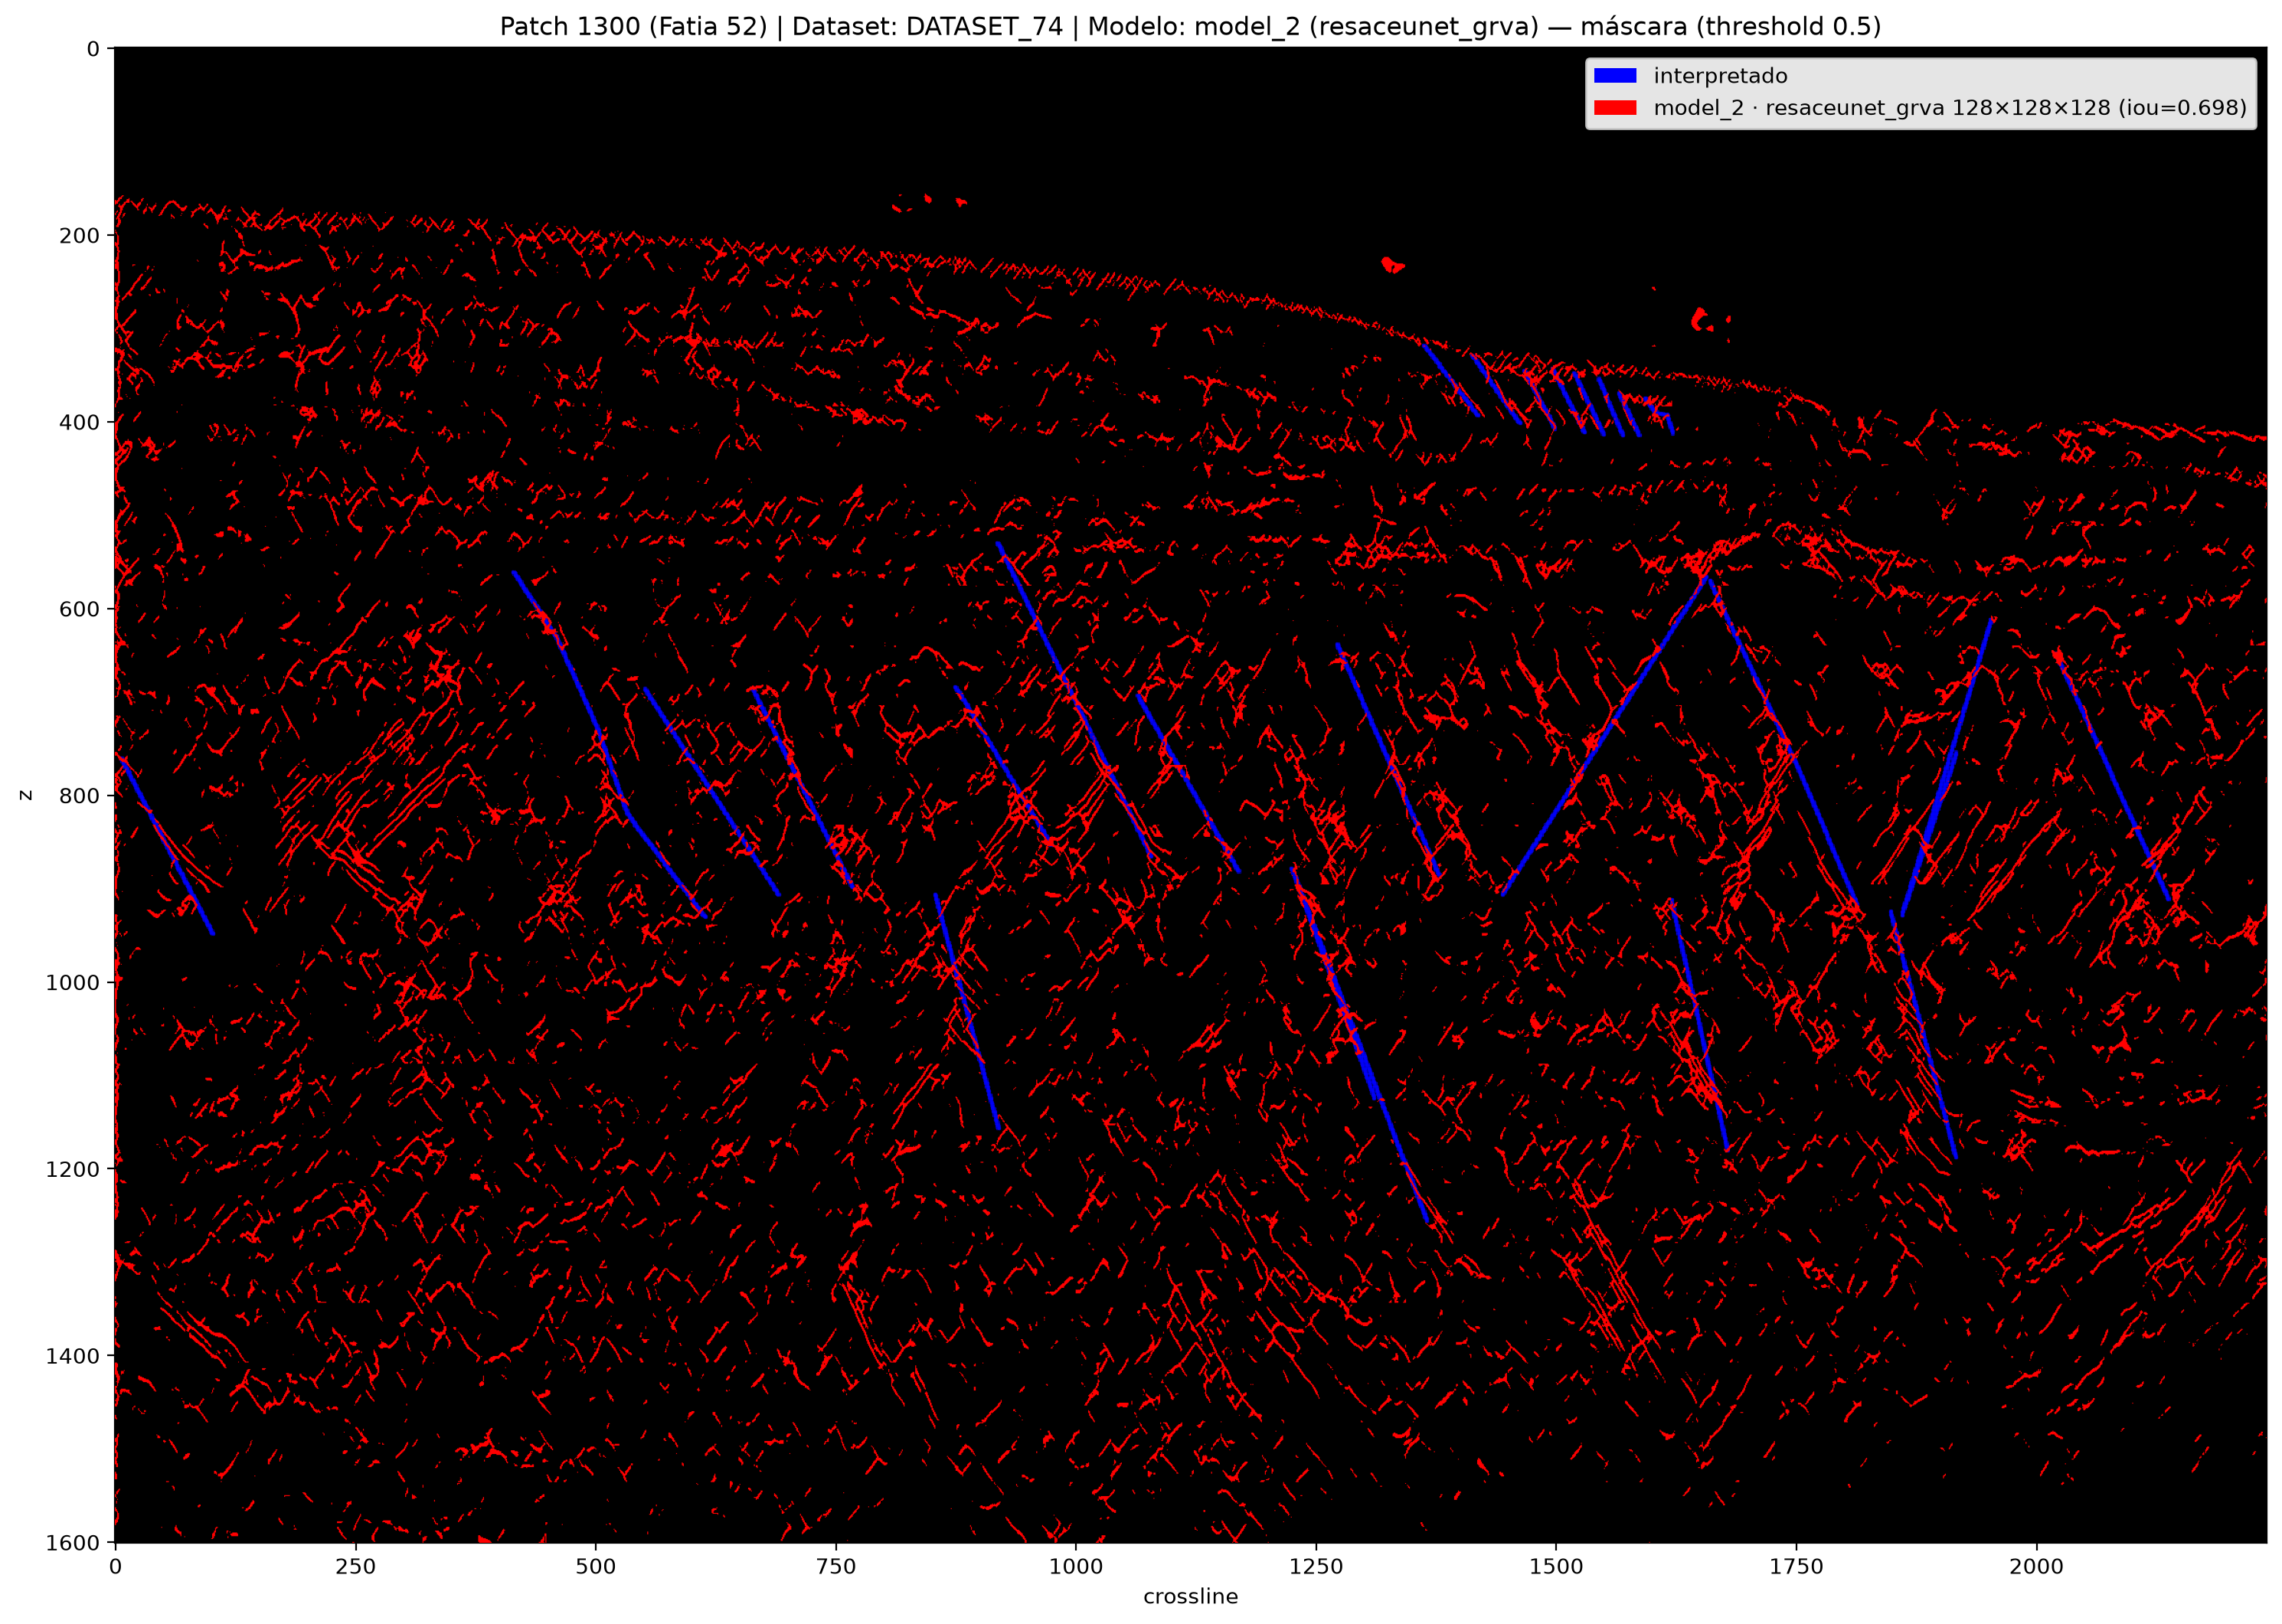 Patch 1300 (Fatia 52) | Dataset: DATASET_74 | Modelo: model_2 (resaceunet_grva) — máscara (threshold 0.5)
interpretado
model_2 · resaceunet_grva 128×128×128 (iou=0.698)
0
200
400
600
800
1000
1200
1400
1600
z
0 250 500 750 1000 1250 1500 1750 2000
crossline